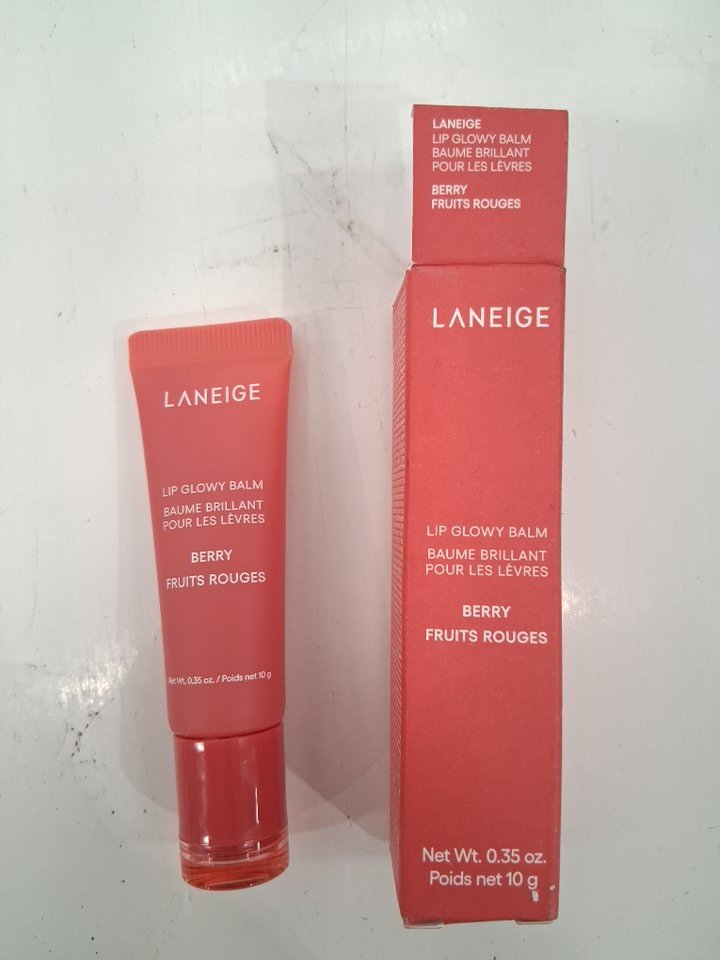 LANEIGE
LIP GLOWY BALM
BAUME BRILLANT
POUR LES LÈVRES
BERRY
FRUITS ROUGES
Net Wt. 0.35 oz. / Poids net 10 g
LANEIGE
LIP GLOWY BALM
BAUME BRILLANT
POUR LES LÈVRES
BERRY
FRUITS ROUGES
LANEIGE
LIP GLOWY BALM
BAUME BRILLANT
POUR LES LÈVRES
BERRY
FRUITS ROUGES
Net Wt. 0.35 oz.
Poids net 10 g